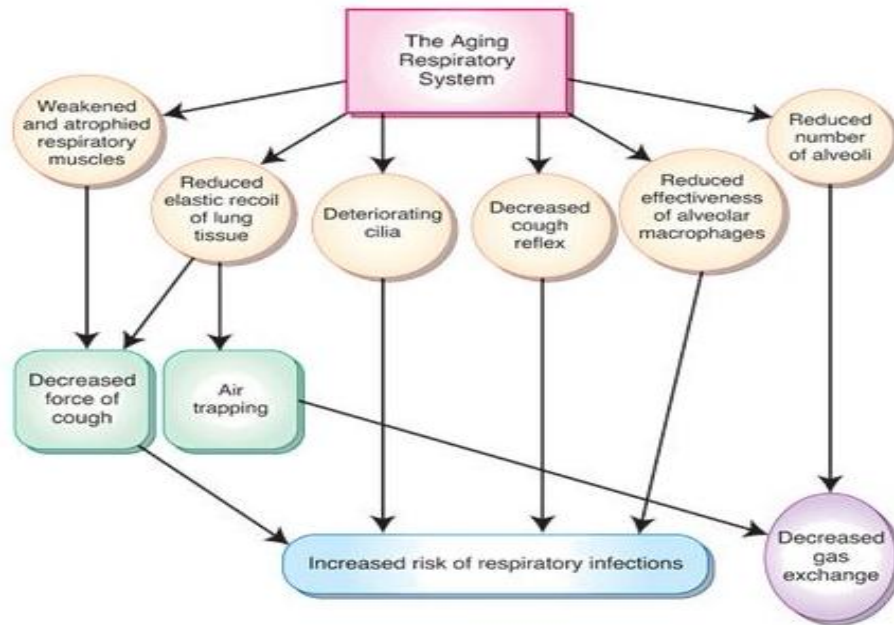 The Aging
Respiratory
System
Weakened
and atrophied
respiratory
muscles
Reduced
elastic recoil
of lung
tissue
Deteriorating
cilia
Decreased
cough
reflex
Reduced
effectiveness
of alveolar
macrophages
Reduced
number
of alveoli
Decreased
force of
cough
Air
trapping
Increased risk of respiratory infections
Decreased
gas
exchange